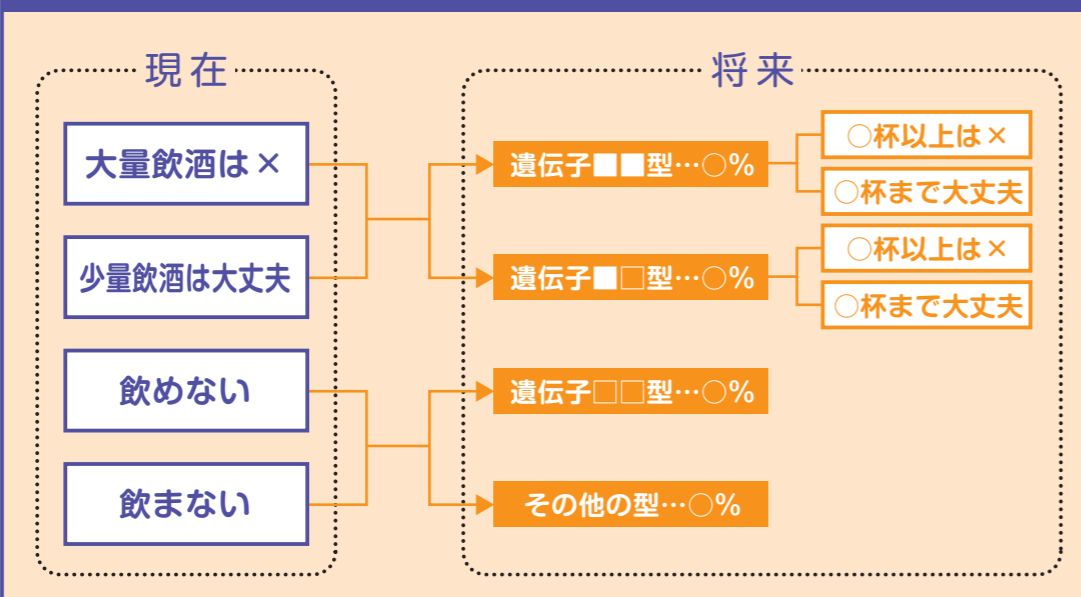 現在
大量飲酒は×
少量飲酒は大丈夫
飲めない
飲まない
将来
遺伝子■■型…○%
○杯以上は×
○杯まで大丈夫
遺伝子■□型…○%
○杯以上は×
○杯まで大丈夫
遺伝子□□型…○%
その他の型…○%